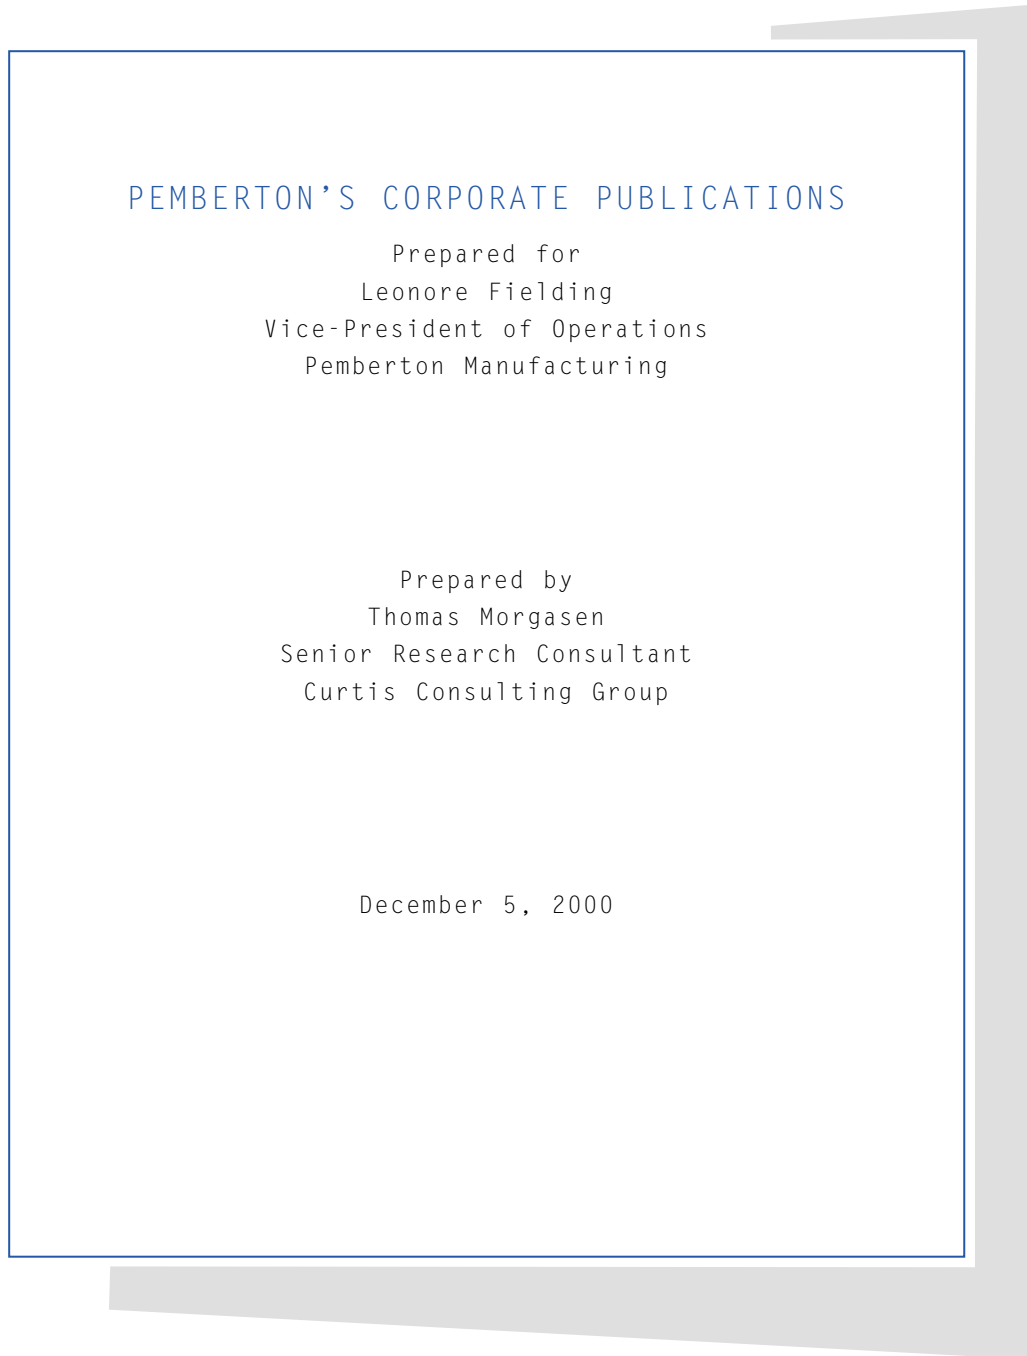 PEMBERTON’S CORPORATE PUBLICATIONS
Prepared for
Leonore Fielding
Vice-President of Operations
Pemberton Manufacturing
Prepared by
Thomas Morgasen
Senior Research Consultant
Curtis Consulting Group
December 5, 2000